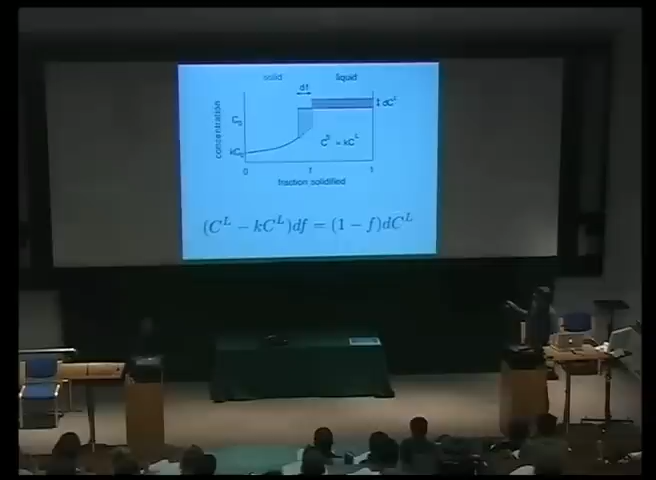 solid liquid
df
dC^L
concentration
C_0
C^S = kC^L
kC_0
0 f 1
fraction solidified
(C^L − kC^L)df = (1 − f)dC^L